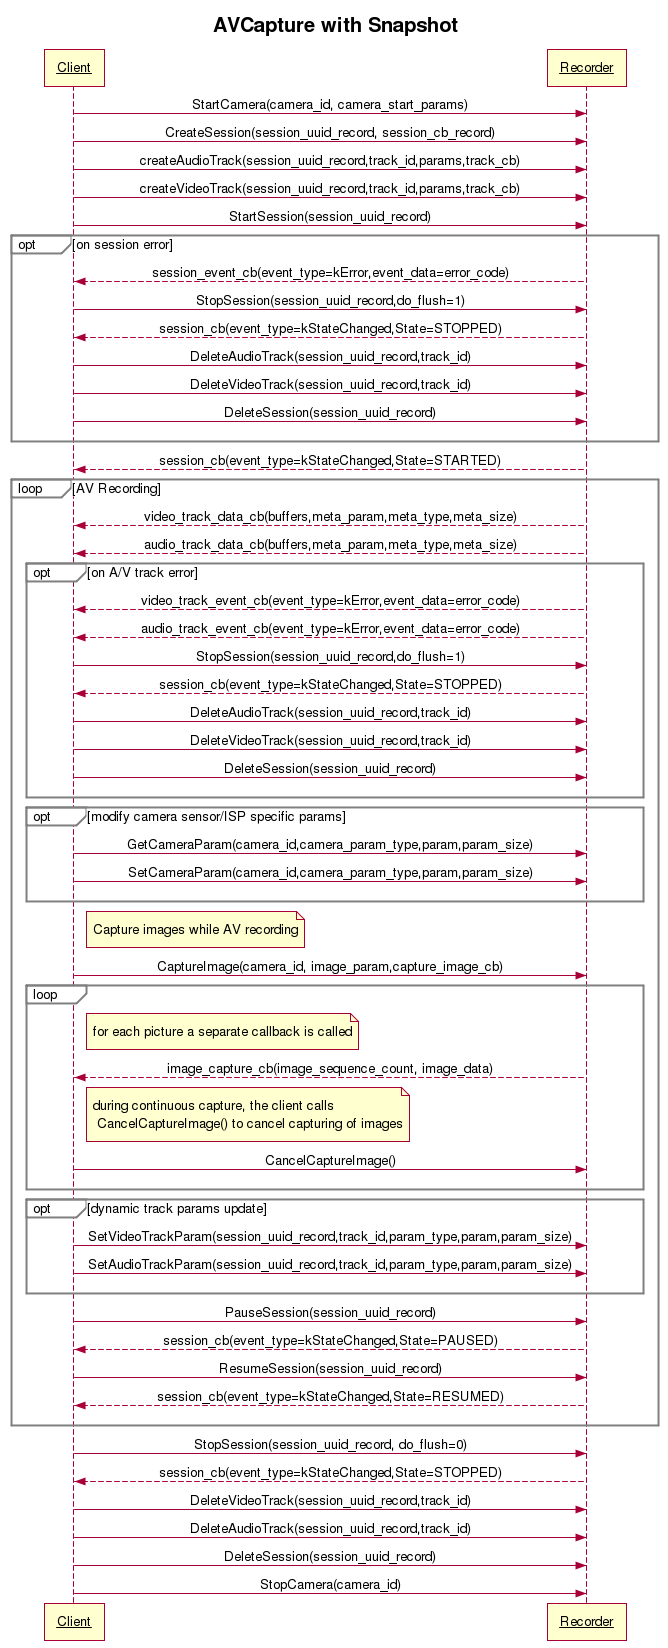 AVCapture with Snapshot
Client
Recorder
StartCamera(camera_id, camera_start_params)
CreateSession(session_uuid_record, session_cb_record)
createAudioTrack(session_uuid_record,track_id,params,track_cb)
createVideoTrack(session_uuid_record,track_id,params,track_cb)
StartSession(session_uuid_record)
opt
[on session error]
session_event_cb(event_type=kError,event_data=error_code)
StopSession(session_uuid_record,do_flush=1)
session_cb(event_type=kStateChanged,State=STOPPED)
DeleteAudioTrack(session_uuid_record,track_id)
DeleteVideoTrack(session_uuid_record,track_id)
DeleteSession(session_uuid_record)
session_cb(event_type=kStateChanged,State=STARTED)
loop
[AV Recording]
video_track_data_cb(buffers,meta_param,meta_type,meta_size)
audio_track_data_cb(buffers,meta_param,meta_type,meta_size)
opt
[on A/V track error]
video_track_event_cb(event_type=kError,event_data=error_code)
audio_track_event_cb(event_type=kError,event_data=error_code)
StopSession(session_uuid_record,do_flush=1)
session_cb(event_type=kStateChanged,State=STOPPED)
DeleteAudioTrack(session_uuid_record,track_id)
DeleteVideoTrack(session_uuid_record,track_id)
DeleteSession(session_uuid_record)
opt
[modify camera sensor/ISP specific params]
GetCameraParam(camera_id,camera_param_type,param,param_size)
SetCameraParam(camera_id,camera_param_type,param,param_size)
Capture images while AV recording
CaptureImage(camera_id, image_param,capture_image_cb)
loop
for each picture a separate callback is called
image_capture_cb(image_sequence_count, image_data)
during continuous capture, the client calls
CancelCaptureImage() to cancel capturing of images
CancelCaptureImage()
opt
[dynamic track params update]
SetVideoTrackParam(session_uuid_record,track_id,param_type,param,param_size)
SetAudioTrackParam(session_uuid_record,track_id,param_type,param,param_size)
PauseSession(session_uuid_record)
session_cb(event_type=kStateChanged,State=PAUSED)
ResumeSession(session_uuid_record)
session_cb(event_type=kStateChanged,State=RESUMED)
StopSession(session_uuid_record, do_flush=0)
session_cb(event_type=kStateChanged,State=STOPPED)
DeleteVideoTrack(session_uuid_record,track_id)
DeleteAudioTrack(session_uuid_record,track_id)
DeleteSession(session_uuid_record)
StopCamera(camera_id)
Client
Recorder